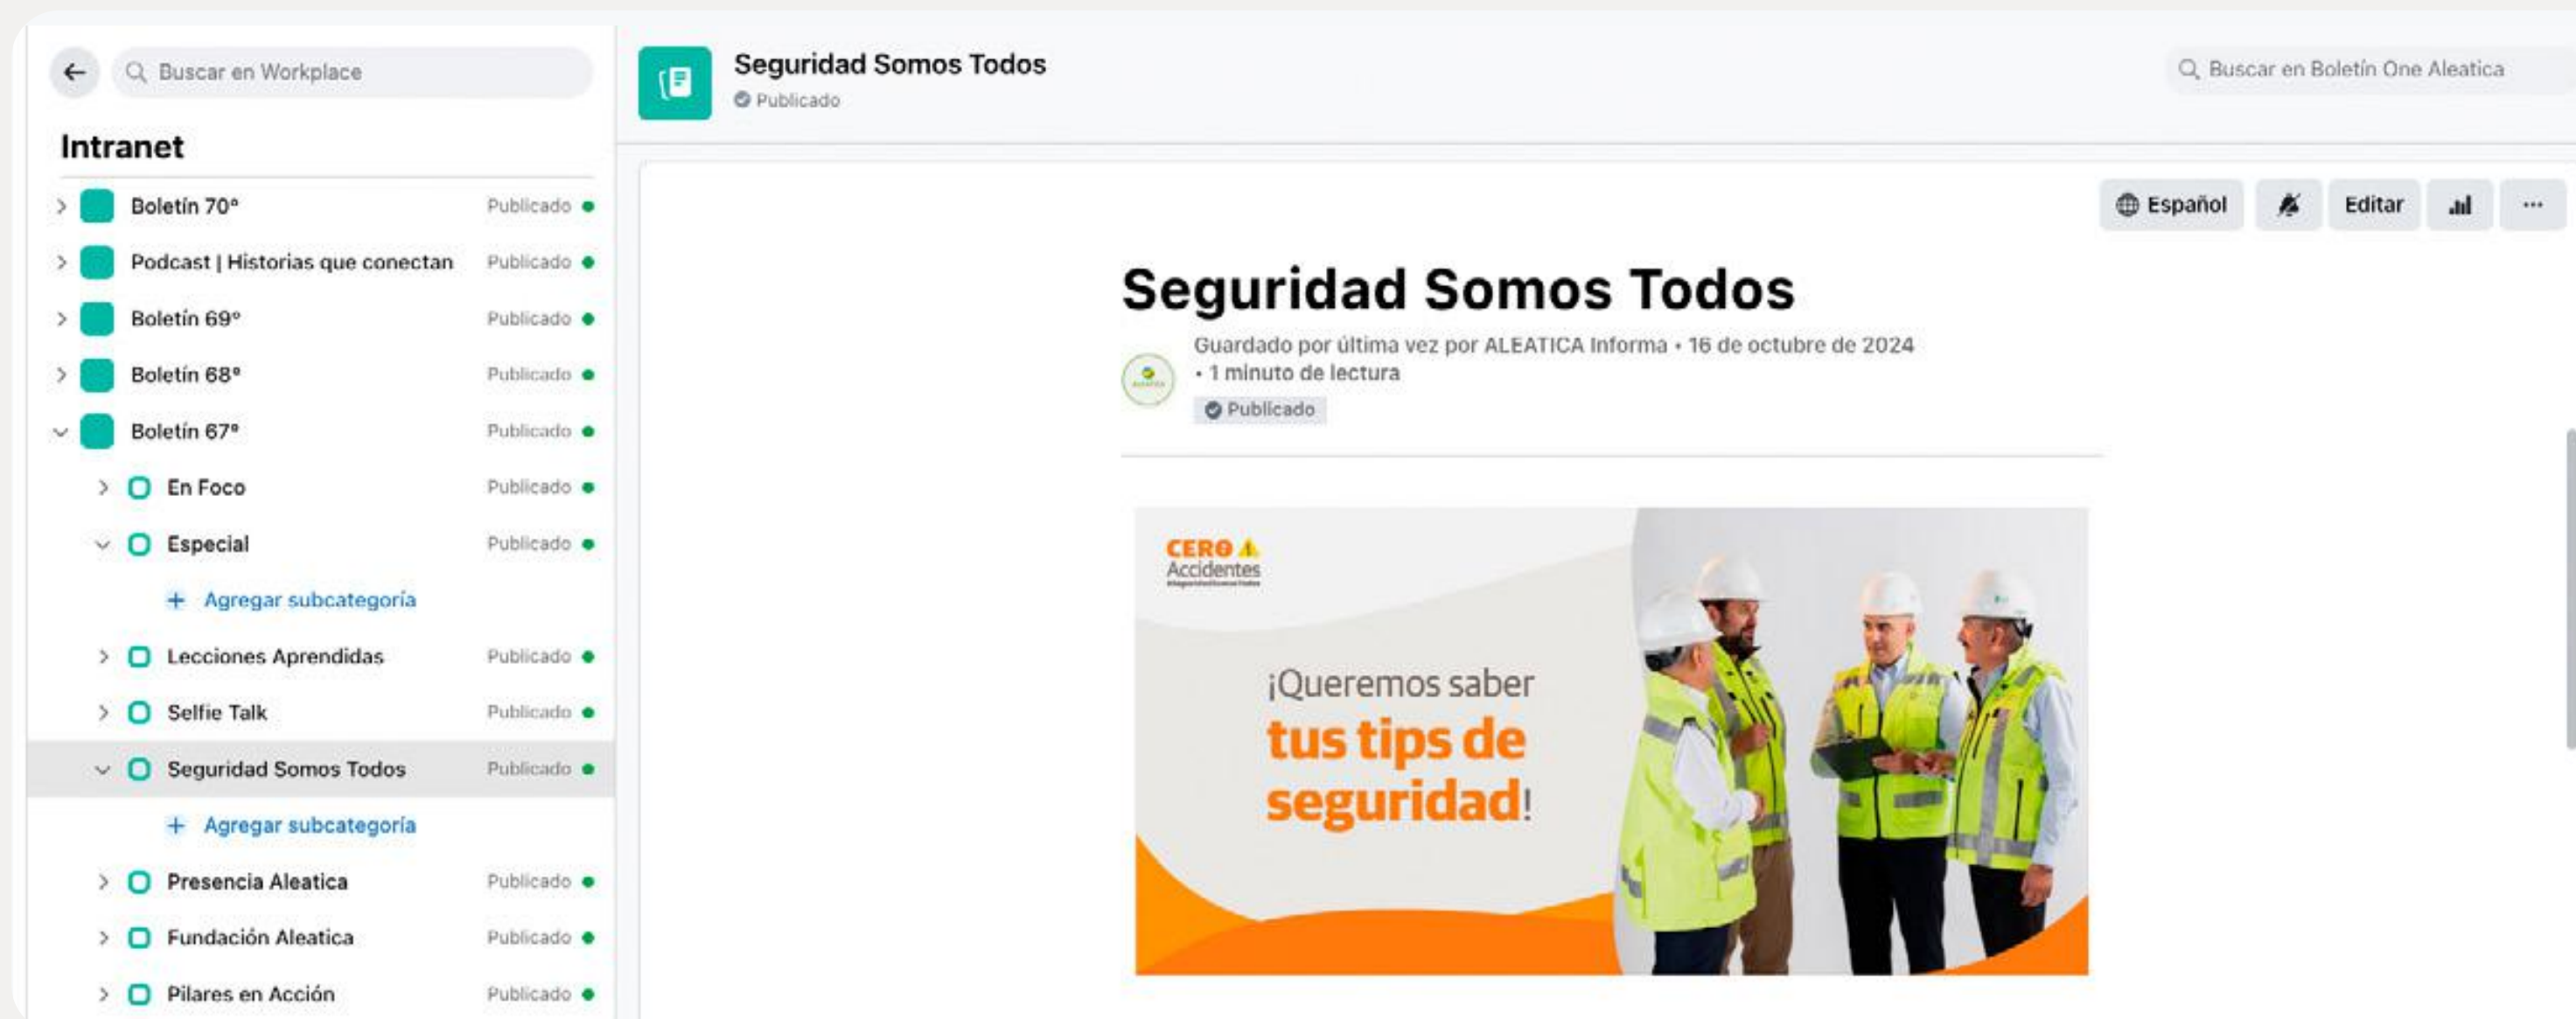 Buscar en Workplace
Intranet
Boletín 70° Publicado
Podcast | Historias que conectan Publicado
Boletín 69° Publicado
Boletín 68° Publicado
Boletín 67° Publicado
En Foco Publicado
Especial Publicado
+ Agregar subcategoría
Lecciones Aprendidas Publicado
Selfie Talk Publicado
Seguridad Somos Todos Publicado
+ Agregar subcategoría
Presencia Aleatica Publicado
Fundación Aleatica Publicado
Pilares en Acción Publicado
Seguridad Somos Todos
Publicado
Buscar en Boletín One Aleatica
Español
Editar
...
Seguridad Somos Todos
Guardado por última vez por ALEATICA Informa • 16 de octubre de 2024
• 1 minuto de lectura
Publicado
CERO
Accidentes
#SeguridadSomosTodos
¡Queremos saber
tus tips de
seguridad!